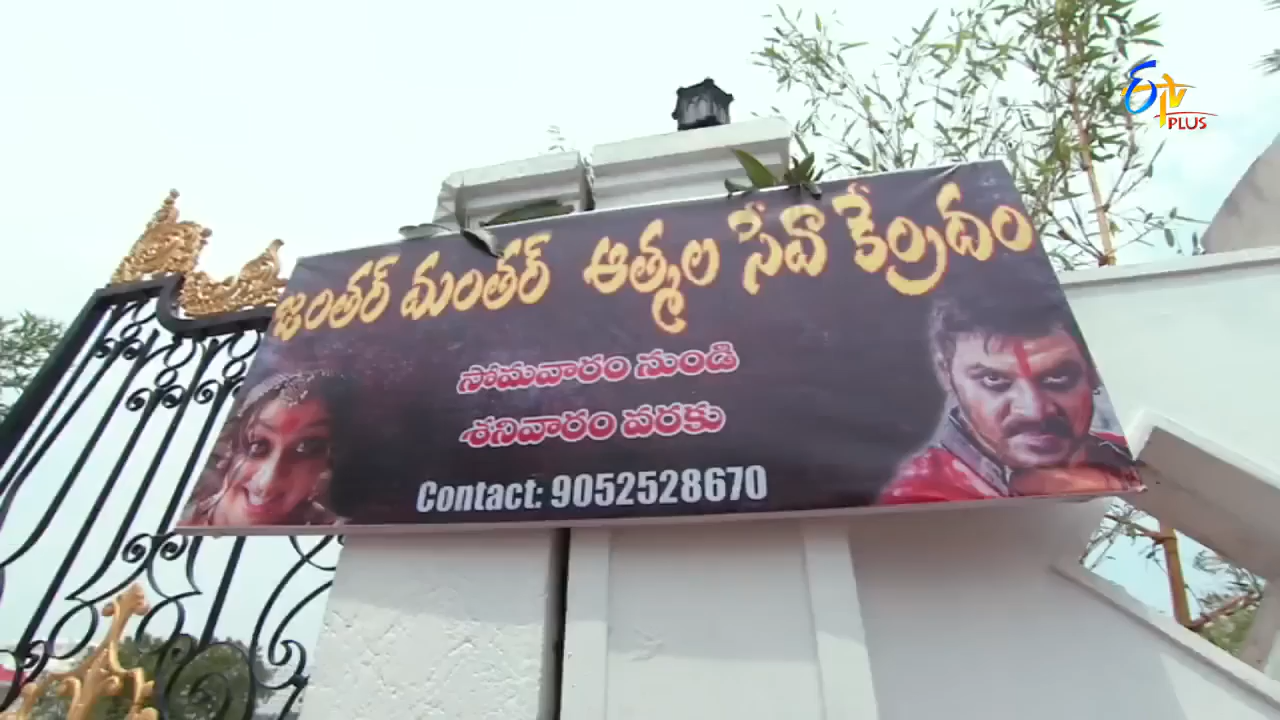 ETV PLUS
జంతర్ మంతర్ ఆత్మల సేవా కేంద్రం
సోమవారం నుండి
శనివారం వరకు
Contact: 9052528670